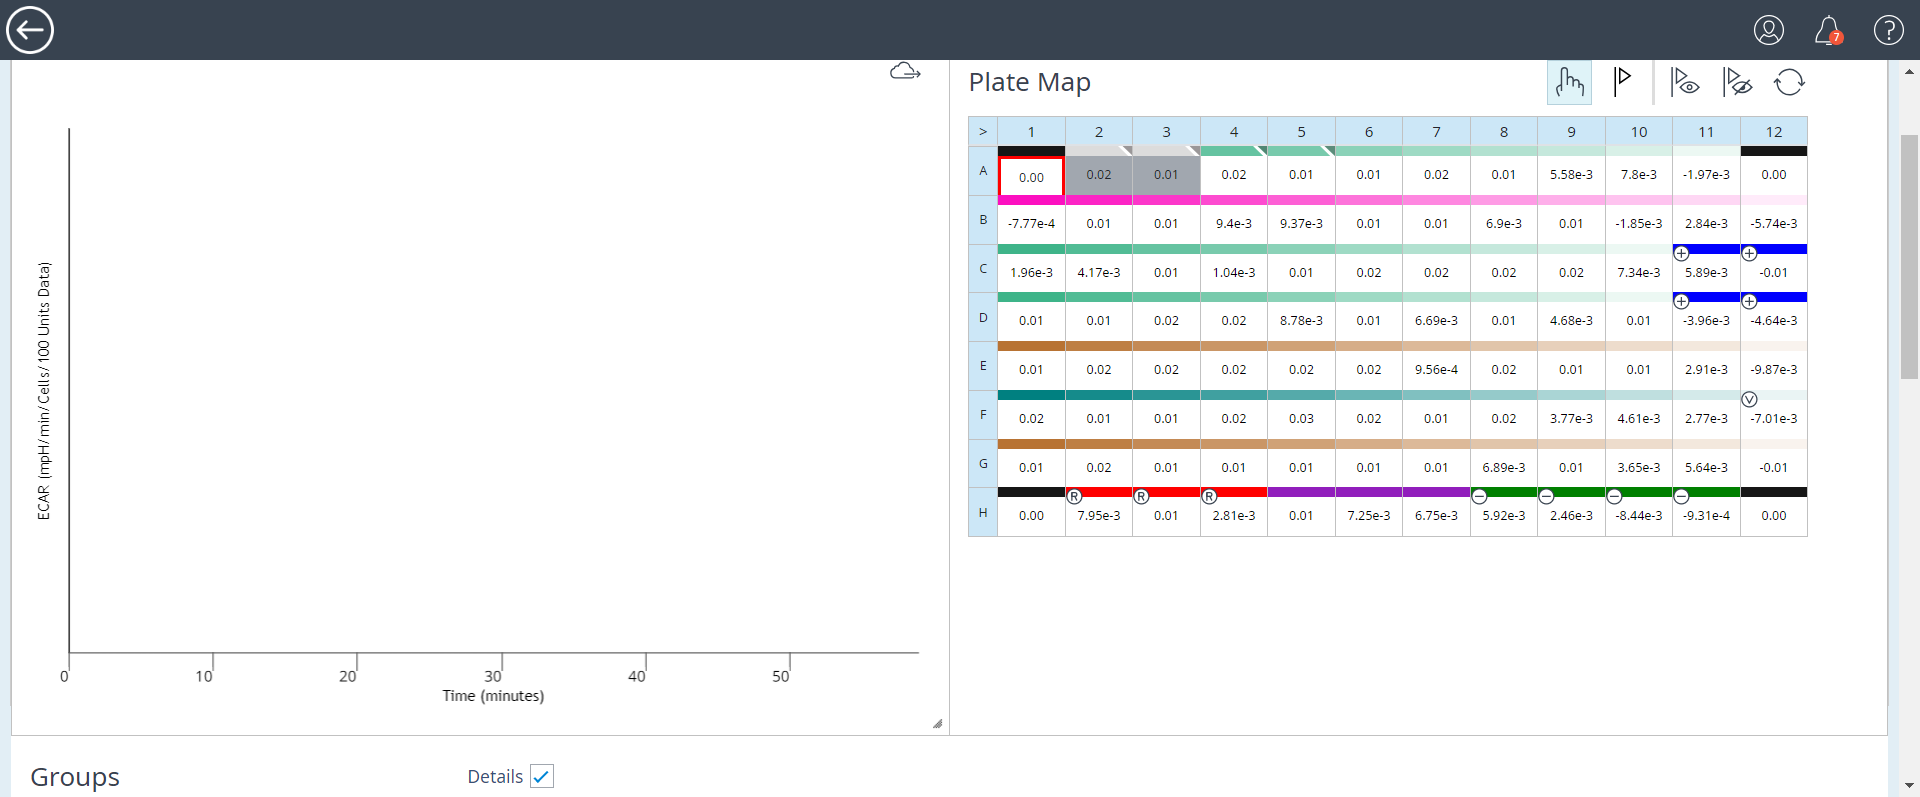 7 ?
Plate Map
> 1 2 3 4 5 6 7 8 9 10 11 12
A 0.00 0.02 0.01 0.02 0.01 0.01 0.02 0.01 5.58e-3 7.8e-3 -1.97e-3 0.00
B -7.77e-4 0.01 0.01 9.4e-3 9.37e-3 0.01 0.01 6.9e-3 0.01 -1.85e-3 2.84e-3 -5.74e-3
+ +
C 1.96e-3 4.17e-3 0.01 1.04e-3 0.01 0.02 0.02 0.02 0.02 7.34e-3 5.89e-3 -0.01
+ +
D 0.01 0.01 0.02 0.02 8.78e-3 0.01 6.69e-3 0.01 4.68e-3 0.01 -3.96e-3 -4.64e-3
E 0.01 0.02 0.02 0.02 0.02 0.02 9.56e-4 0.02 0.01 0.01 2.91e-3 -9.87e-3
V
F 0.02 0.01 0.01 0.02 0.03 0.02 0.01 0.02 3.77e-3 4.61e-3 2.77e-3 -7.01e-3
G 0.01 0.02 0.01 0.01 0.01 0.01 0.01 6.89e-3 0.01 3.65e-3 5.64e-3 -0.01
R R R − − − −
H 0.00 7.95e-3 0.01 2.81e-3 0.01 7.25e-3 6.75e-3 5.92e-3 2.46e-3 -8.44e-3 -9.31e-4 0.00
ECAR (mpH/min/Cells/100 Units Data)
0 10 20 30 40 50
Time (minutes)
Groups Details